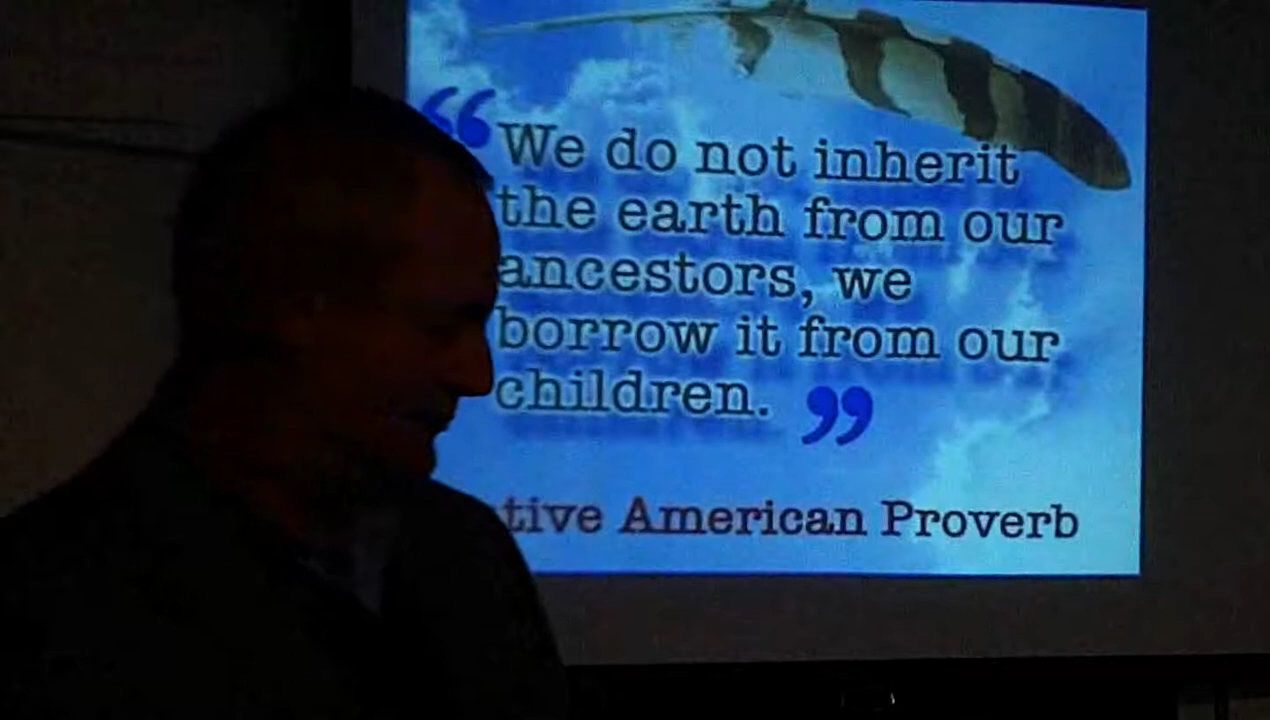 “We do not inherit
the earth from our
ancestors, we
borrow it from our
children. ”
tive American Proverb